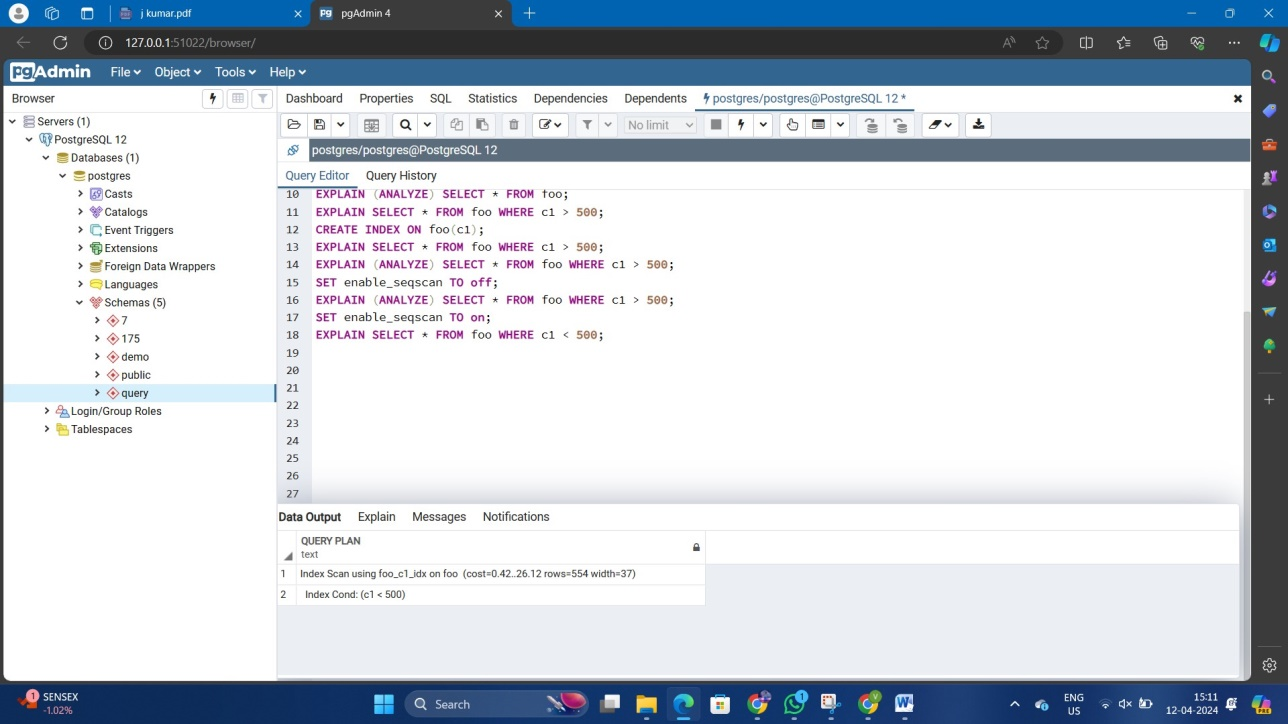 j kumar.pdf
pgAdmin 4
127.0.0.1:51022/browser/
pgAdmin File Object Tools Help
Browser
Dashboard Properties SQL Statistics Dependencies Dependents postgres/postgres@PostgreSQL 12 *
Servers (1)
PostgreSQL 12
Databases (1)
postgres
Casts
Catalogs
Event Triggers
Extensions
Foreign Data Wrappers
Languages
Schemas (5)
7
175
demo
public
query
Login/Group Roles
Tablespaces
No limit
postgres/postgres@PostgreSQL 12
Query Editor Query History
10 EXPLAIN (ANALYZE) SELECT * FROM foo;
11 EXPLAIN SELECT * FROM foo WHERE c1 > 500;
12 CREATE INDEX ON foo(c1);
13 EXPLAIN SELECT * FROM foo WHERE c1 > 500;
14 EXPLAIN (ANALYZE) SELECT * FROM foo WHERE c1 > 500;
15 SET enable_seqscan TO off;
16 EXPLAIN (ANALYZE) SELECT * FROM foo WHERE c1 > 500;
17 SET enable_seqscan TO on;
18 EXPLAIN SELECT * FROM foo WHERE c1 < 500;
19
20
21
22
23
24
25
26
27
Data Output Explain Messages Notifications
QUERY PLAN
text
1 Index Scan using foo_c1_idx on foo (cost=0.42..26.12 rows=554 width=37)
2 Index Cond: (c1 < 500)
1
SENSEX
-1.02%
Search
1
V
ENG
US
15:11
12-04-2024
PRE